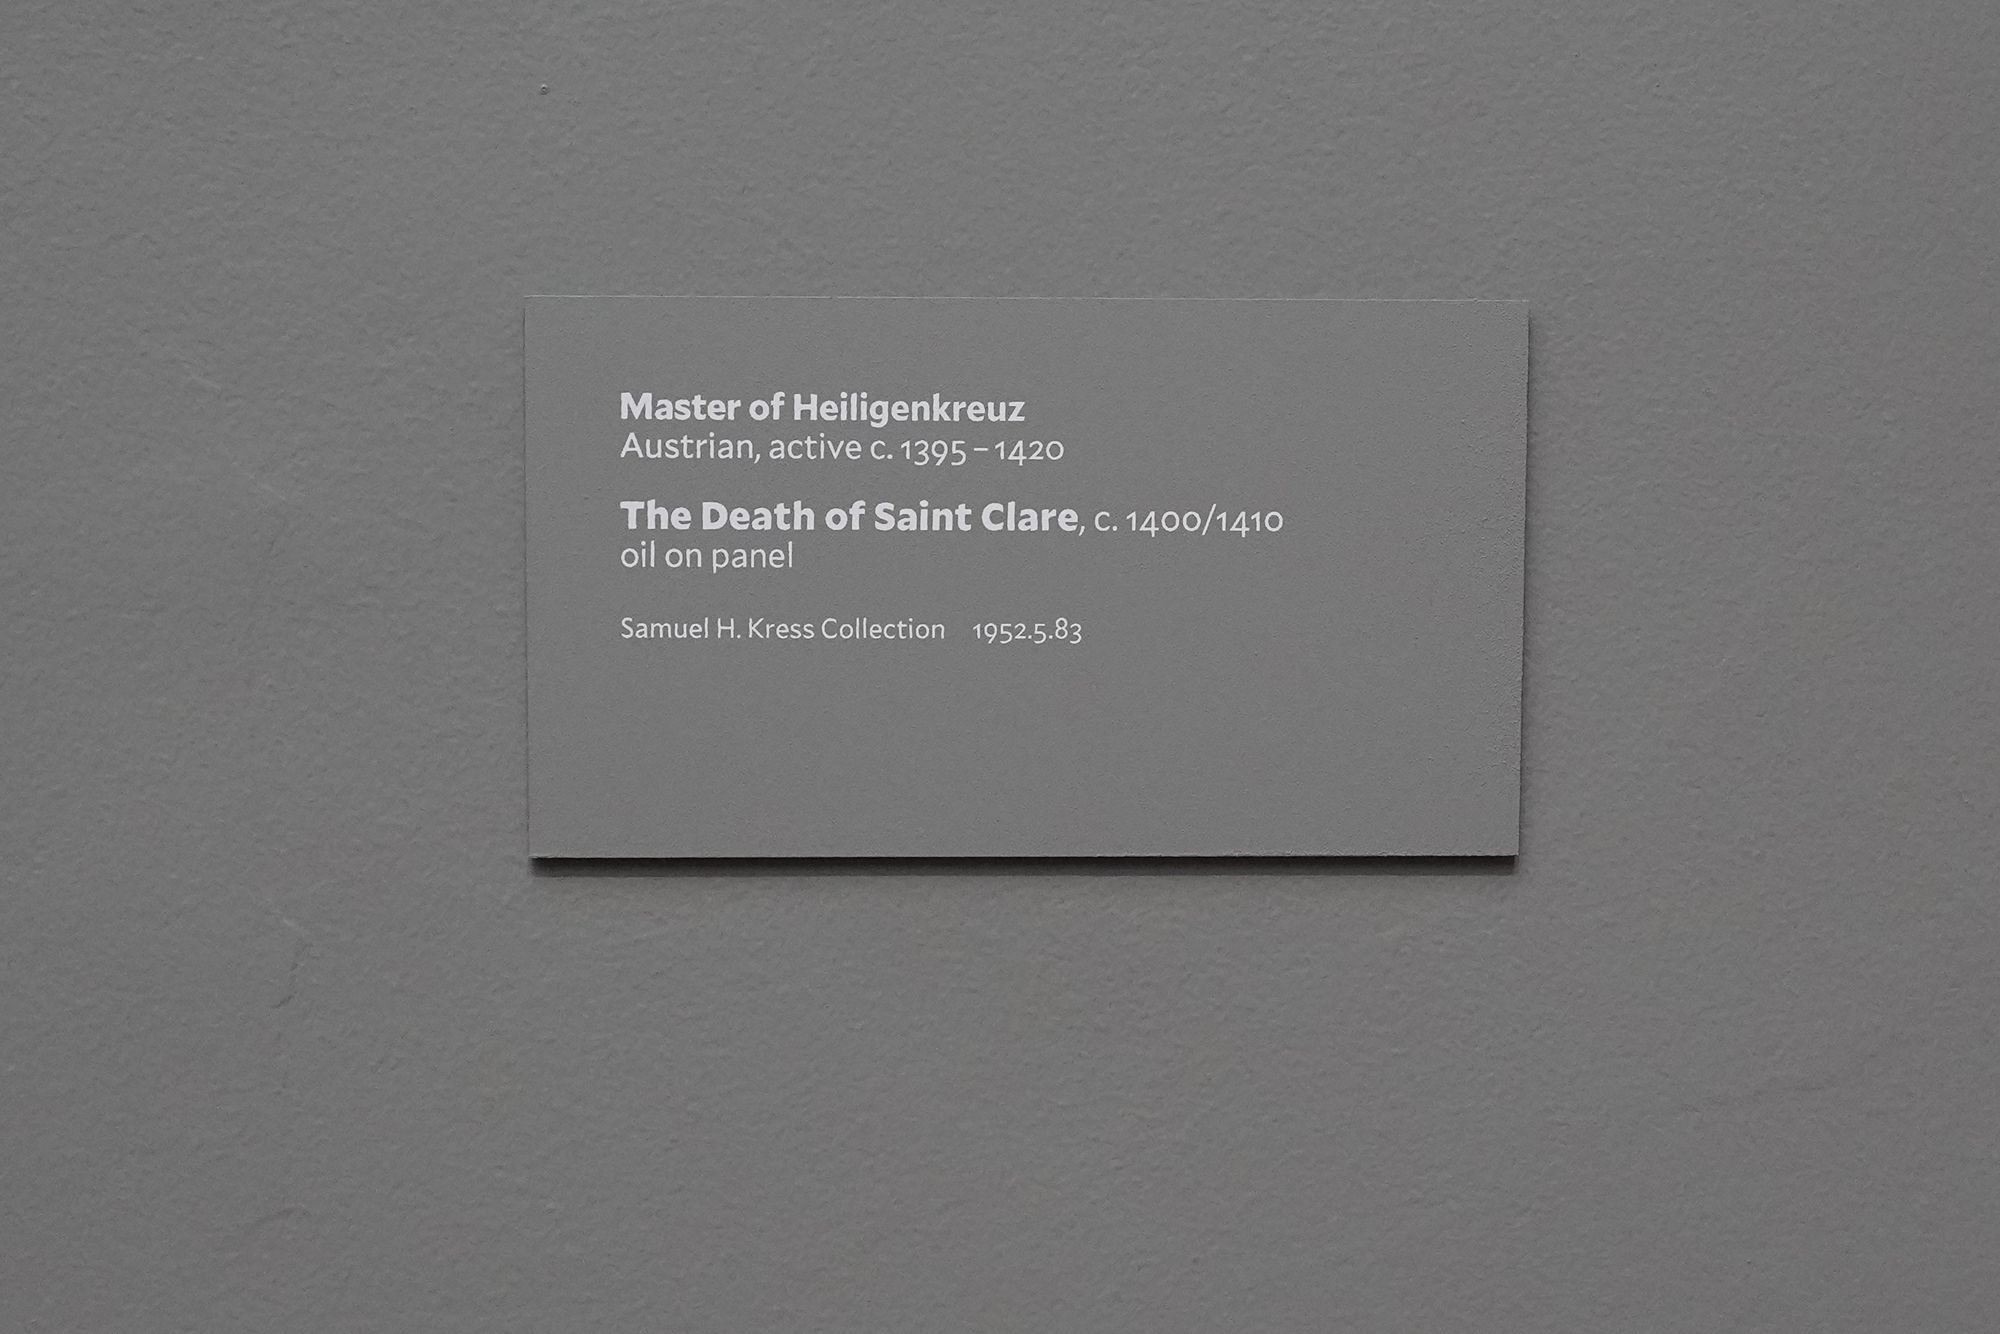 Master of Heiligenkreuz
Austrian, active c. 1395 – 1420
The Death of Saint Clare, c. 1400/1410
oil on panel
Samuel H. Kress Collection 1952.5.83